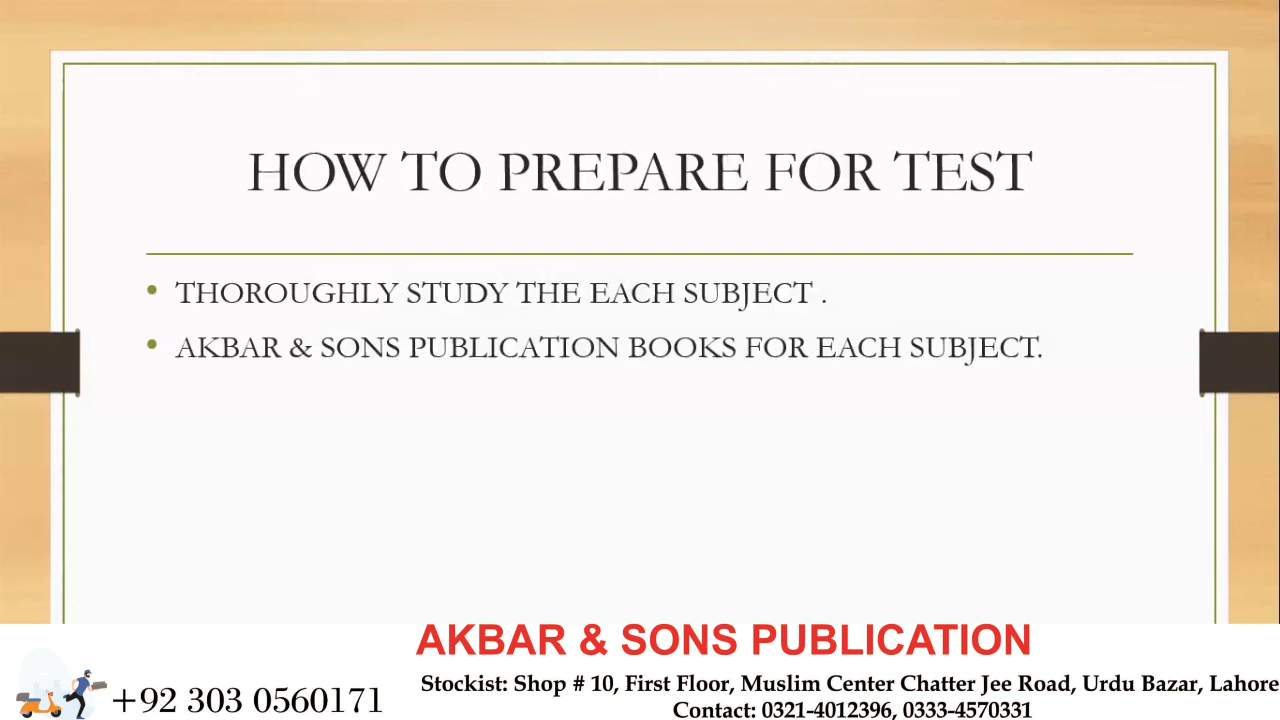 HOW TO PREPARE FOR TEST
• THOROUGHLY STUDY THE EACH SUBJECT .
• AKBAR & SONS PUBLICATION BOOKS FOR EACH SUBJECT.
AKBAR & SONS PUBLICATION
+92 303 0560171
Stockist: Shop # 10, First Floor, Muslim Center Chatter Jee Road, Urdu Bazar, Lahore
Contact: 0321-4012396, 0333-4570331